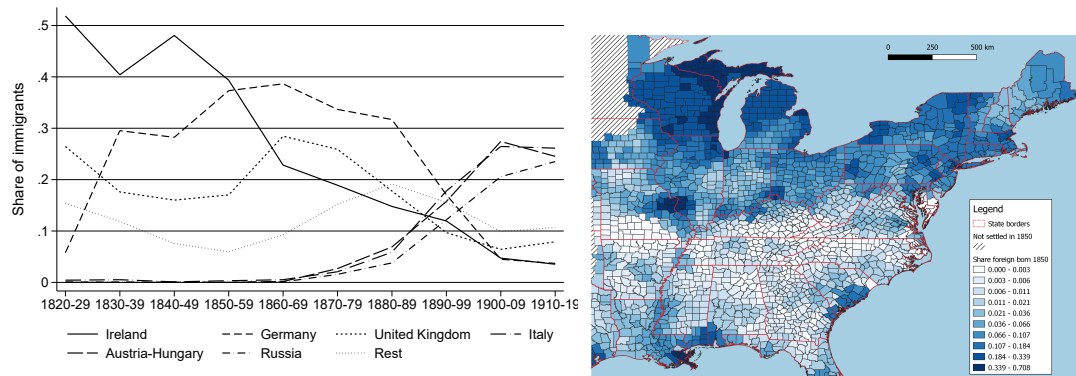 .5
.4
.3
.2
.1
0
Share of immigrants
1820-29 1830-39 1840-49 1850-59 1860-69 1870-79 1880-89 1890-99 1900-09 1910-19
Ireland Germany United Kingdom Italy
Austria-Hungary Russia Rest
0 250 500 km
Legend
State borders
Not settled in 1850
Share foreign born 1850
0.000 - 0.003
0.003 - 0.006
0.006 - 0.011
0.011 - 0.021
0.021 - 0.036
0.036 - 0.066
0.066 - 0.107
0.107 - 0.184
0.184 - 0.339
0.339 - 0.708